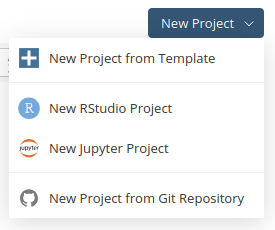 New Project
New Project from Template
R
New RStudio Project
jupyter
New Jupyter Project
New Project from Git Repository